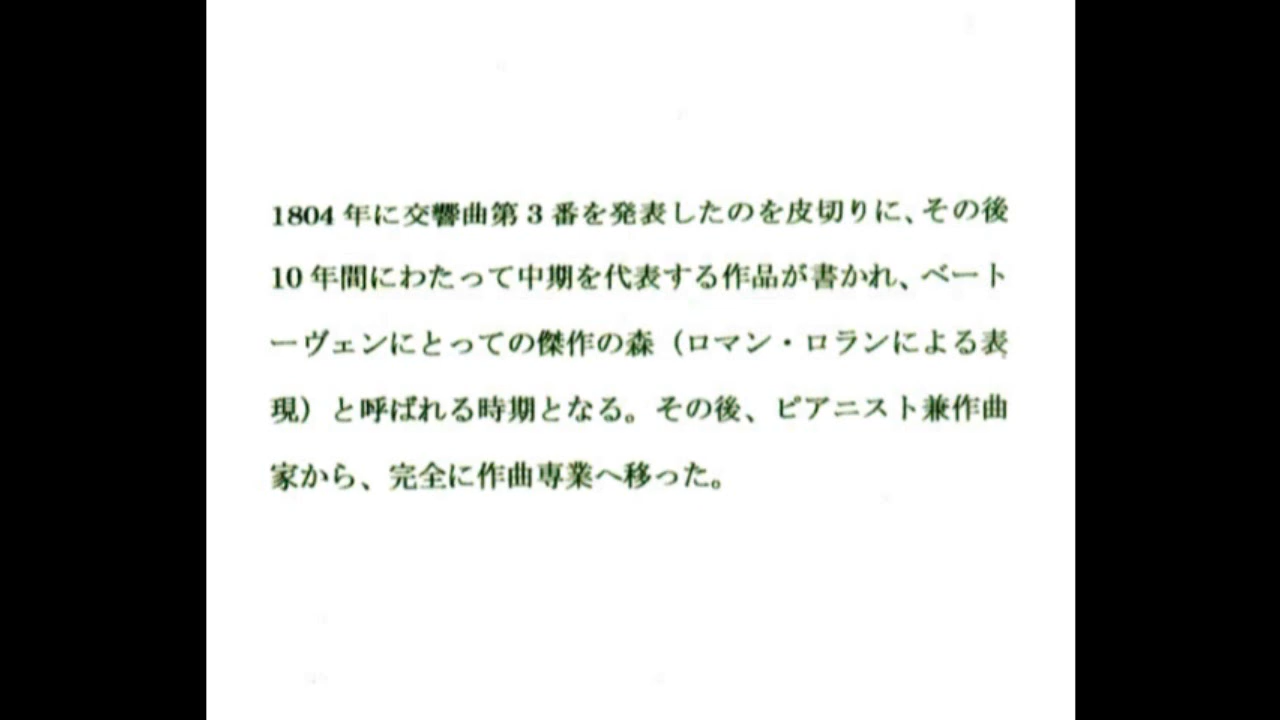 1804 年に交響曲第 3 番を発表したのを皮切りに、その後
10 年間にわたって中期を代表する作品が書かれ、ベート
ーヴェンにとっての傑作の森（ロマン・ロランによる表
現）と呼ばれる時期となる。その後、ピアニスト兼作曲
家から、完全に作曲専業へ移った。